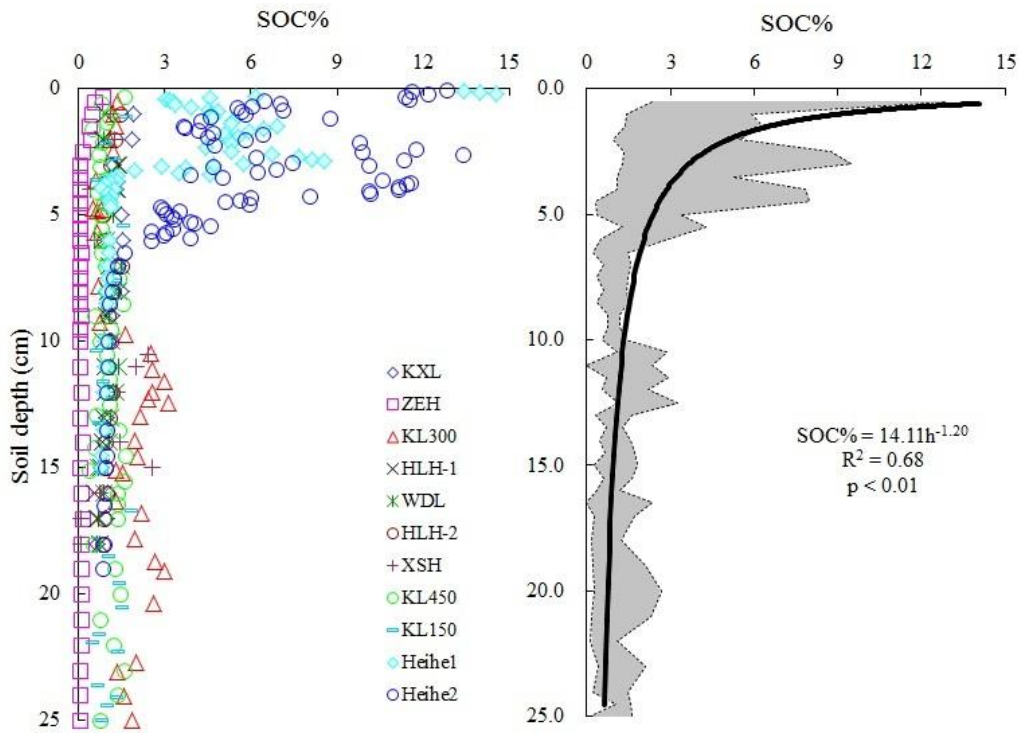 SOC%
0 3 6 9 12 15
0
5
10
15
20
25
Soil depth (cm)
KXL
ZEH
KL300
HLH-1
WDL
HLH-2
XSH
KL450
KL150
Heihe1
Heihe2
SOC%
0 3 6 9 12 15
0.0
5.0
10.0
15.0
20.0
25.0
SOC% = 14.11h^-1.20
R² = 0.68
p < 0.01